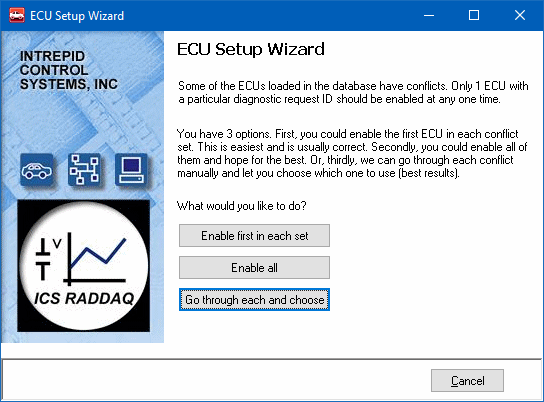 ECU Setup Wizard
INTREPID
CONTROL
SYSTEMS, INC
V
ICS RADDAQ
ECU Setup Wizard
Some of the ECUs loaded in the database have conflicts. Only 1 ECU with
a particular diagnostic request ID should be enabled at any one time.
You have 3 options. First, you could enable the first ECU in each conflict
set. This is easiest and is usually correct. Secondly, you could enable all of
them and hope for the best. Or, thirdly, we can go through each conflict
manually and let you choose which one to use (best results).
What would you like to do?
Enable first in each set
Enable all
Go through each and choose
Cancel